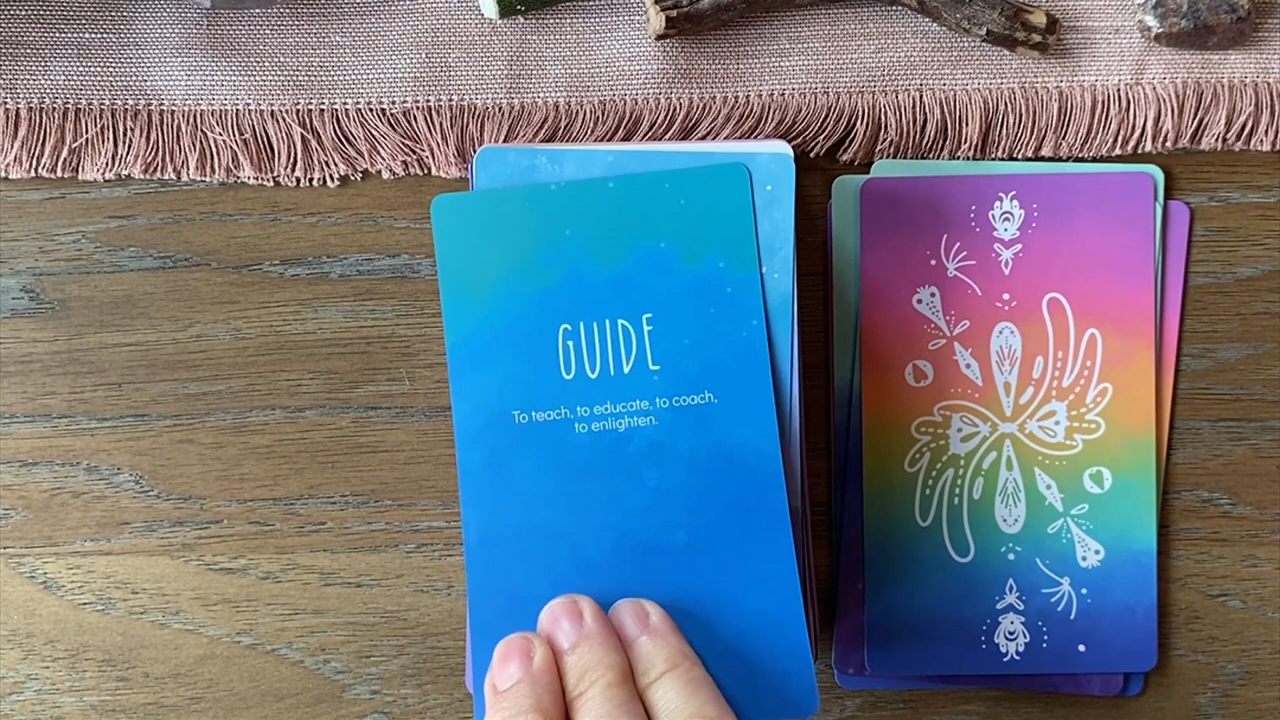 GUIDE
To teach, to educate, to coach,
to enlighten.